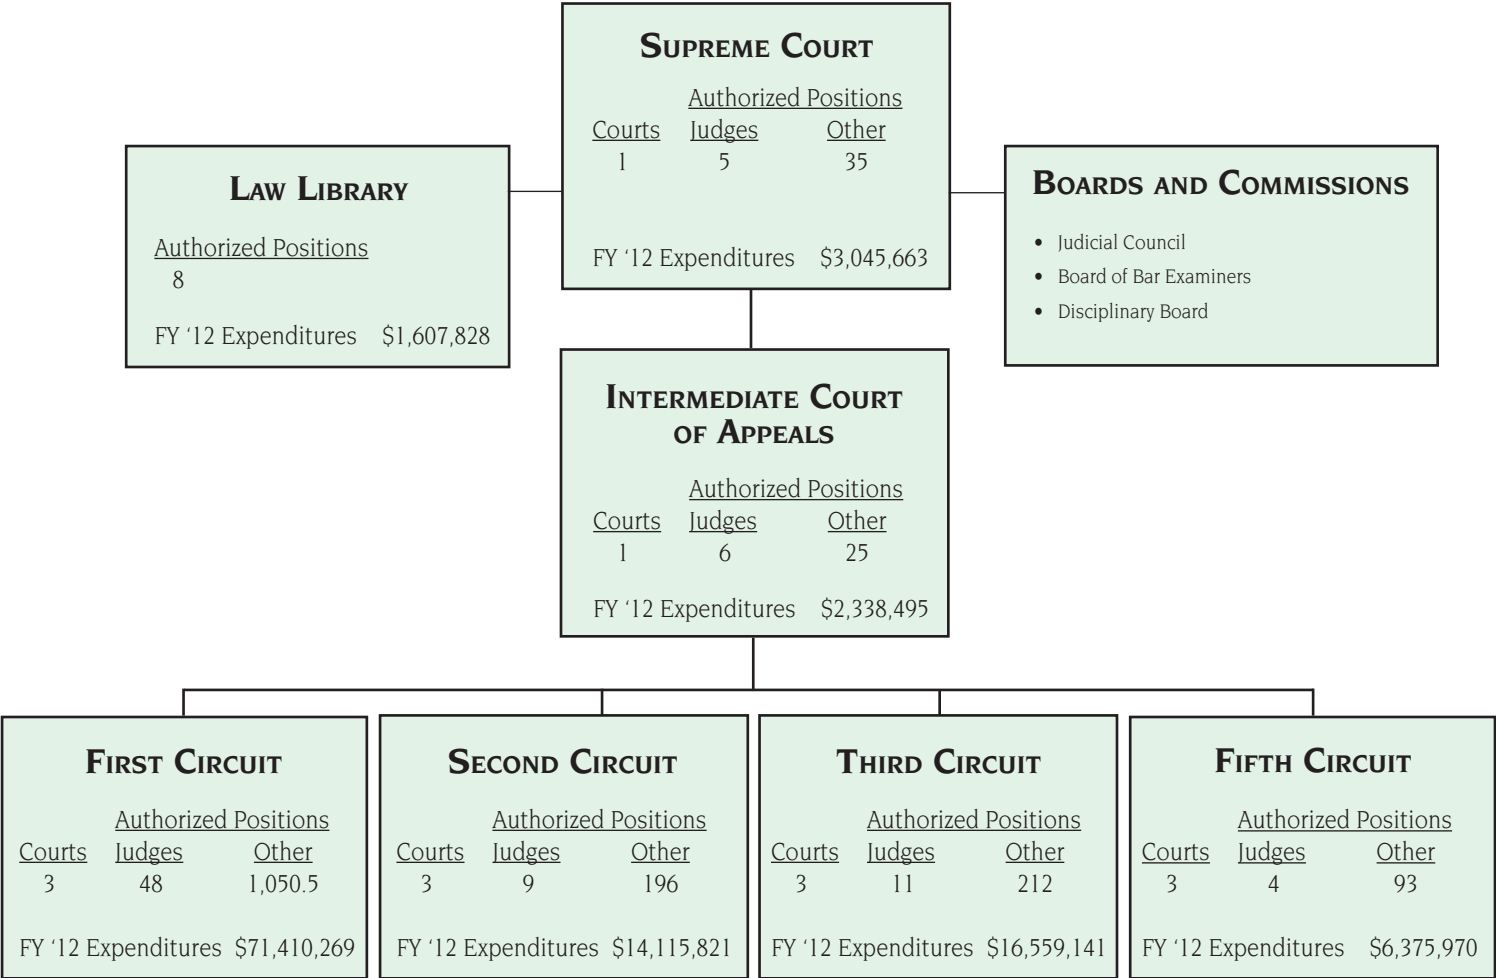 SUPREME COURT
Authorized Positions
Courts Judges Other
1 5 35
FY ‘12 Expenditures $3,045,663
LAW LIBRARY
Authorized Positions
8
FY ‘12 Expenditures $1,607,828
BOARDS AND COMMISSIONS
• Judicial Council
• Board of Bar Examiners
• Disciplinary Board
INTERMEDIATE COURT
OF APPEALS
Authorized Positions
Courts Judges Other
1 6 25
FY ‘12 Expenditures $2,338,495
FIRST CIRCUIT
Authorized Positions
Courts Judges Other
3 48 1,050.5
FY ‘12 Expenditures $71,410,269
SECOND CIRCUIT
Authorized Positions
Courts Judges Other
3 9 196
FY ‘12 Expenditures $14,115,821
THIRD CIRCUIT
Authorized Positions
Courts Judges Other
3 11 212
FY ‘12 Expenditures $16,559,141
FIFTH CIRCUIT
Authorized Positions
Courts Judges Other
3 4 93
FY ‘12 Expenditures $6,375,970